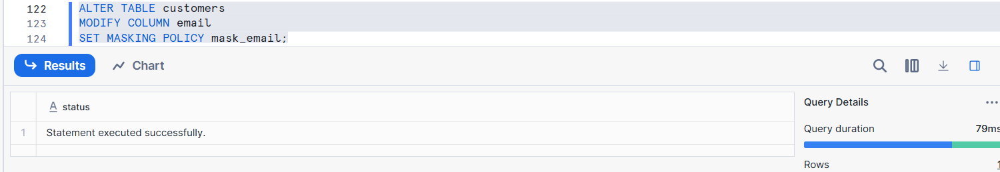 122 ALTER TABLE customers
123 MODIFY COLUMN email
124 SET MASKING POLICY mask_email;
Results Chart
A status
1 Statement executed successfully.
Query Details
Query duration 79ms
Rows